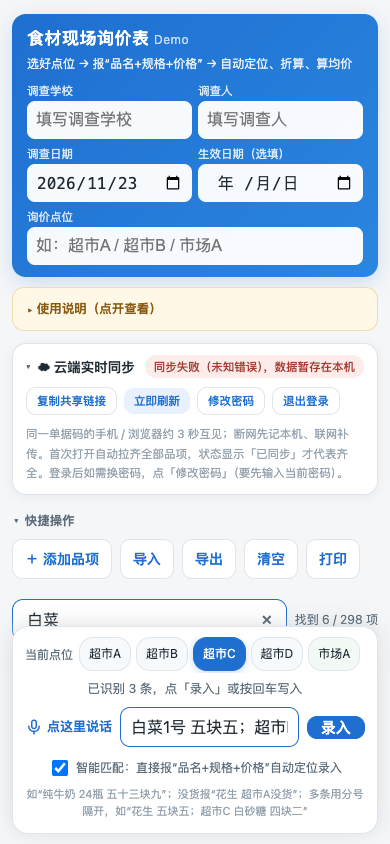 食材现场询价表 Demo
选好点位 → 报“品名+规格+价格” → 自动定位、折算、算均价
调查学校 调查人
填写调查学校 填写调查人
调查日期 生效日期（选填）
2026/11/23 年 /月/日
询价点位
如：超市A / 超市B / 市场A
▸ 使用说明（点开查看）
▾ ☁ 云端实时同步 同步失败（未知错误），数据暂存在本机
复制共享链接 立即刷新 修改密码 退出登录
同一单据码的手机 / 浏览器约 3 秒互见；断网先记本机、联网补
传。首次打开自动拉齐全部品项，状态显示「已同步」才代表齐
全。登录后如需换密码，点「修改密码」（要先输入当前密码）。
▾ 快捷操作
＋ 添加品项 导入 导出 清空 打印
白菜 × 找到 6 / 298 项
当前点位 超市A 超市B 超市C 超市D 市场A
已识别 3 条，点「录入」或按回车写入
点这里说话 白菜1号 五块五；超市 录入
智能匹配：直接报“品名+规格+价格”自动定位录入
如“纯牛奶 24瓶 五十三块九”；没货报“花生 超市A没货”；多条用分号
隔开，如“花生 五块五；超市C 白砂糖 四块二”